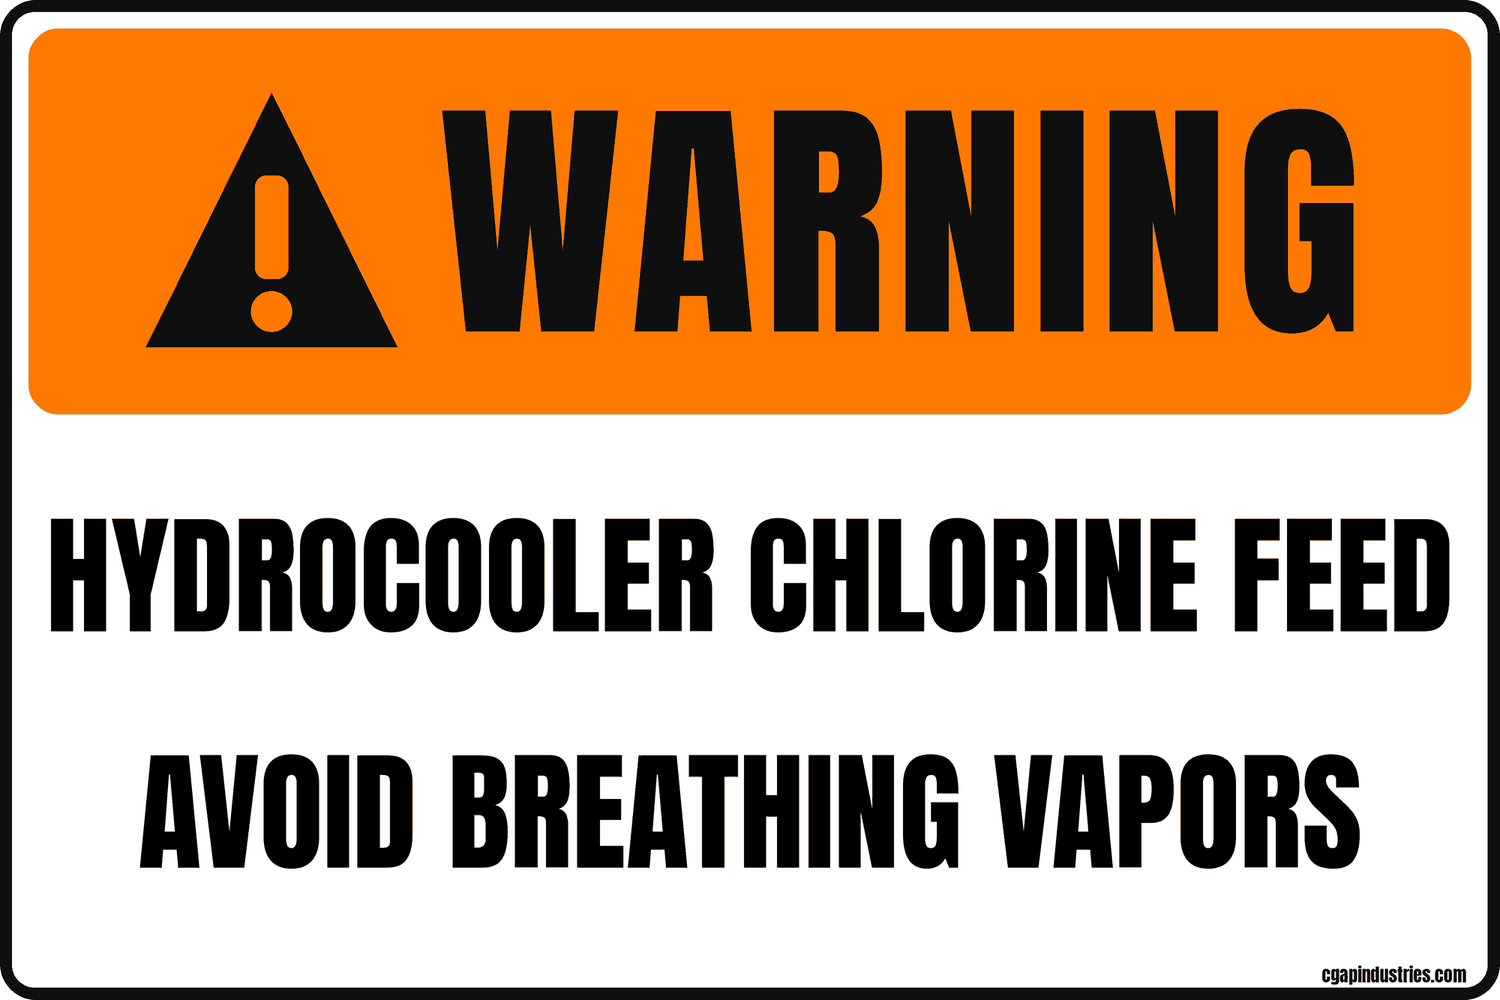 WARNING
HYDROCOOLER CHLORINE FEED
AVOID BREATHING VAPORS
cgapindustries.com